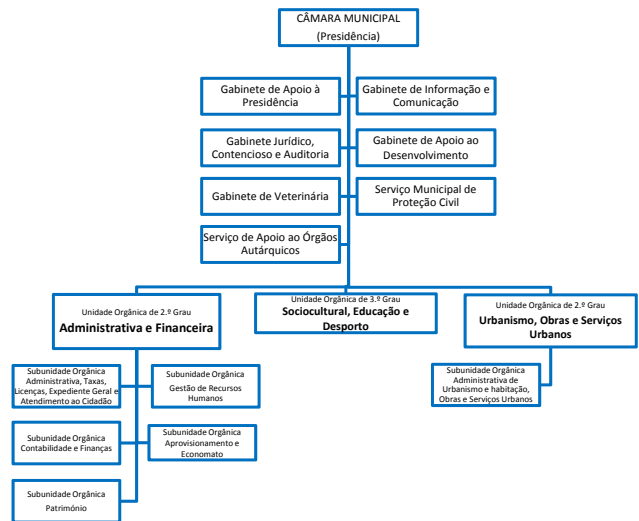 CÂMARA MUNICIPAL
(Presidência)
Gabinete de Apoio à
Presidência
Gabinete de Informação e
Comunicação
Gabinete Jurídico,
Contencioso e Auditoria
Gabinete de Apoio ao
Desenvolvimento
Gabinete de Veterinária
Serviço Municipal de
Proteção Civil
Serviço de Apoio ao Órgãos
Autárquicos
Unidade Orgânica de 2.º Grau
Administrativa e Financeira
Unidade Orgânica de 3.º Grau
Sociocultural, Educação e
Desporto
Unidade Orgânica de 2.º Grau
Urbanismo, Obras e Serviços
Urbanos
Subunidade Orgânica
Administrativa, Taxas,
Licenças, Expediente Geral e
Atendimento ao Cidadão
Subunidade Orgânica
Gestão de Recursos
Humanos
Subunidade Orgânica
Administrativa de
Urbanismo e habitação,
Obras e Serviços Urbanos
Subunidade Orgânica
Contabilidade e Finanças
Subunidade Orgânica
Aprovisionamento e
Economato
Subunidade Orgânica
Património